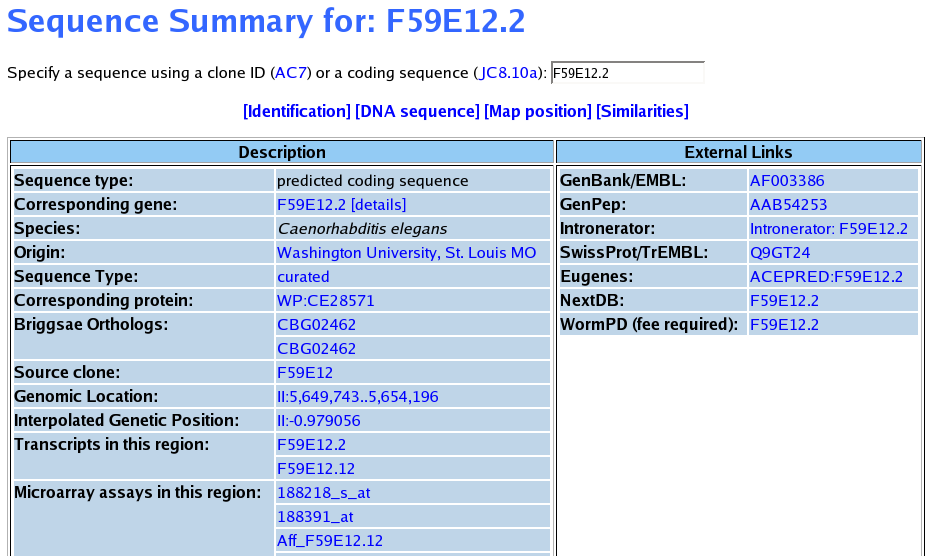 Sequence Summary for: F59E12.2
Specify a sequence using a clone ID (AC7) or a coding sequence (JC8.10a): F59E12.2
[Identification] [DNA sequence] [Map position] [Similarities]
Description
Sequence type: predicted coding sequence
Corresponding gene: F59E12.2 [details]
Species: Caenorhabditis elegans
Origin: Washington University, St. Louis MO
Sequence Type: curated
Corresponding protein: WP:CE28571
Briggsae Orthologs: CBG02462
CBG02462
Source clone: F59E12
Genomic Location: II:5,649,743..5,654,196
Interpolated Genetic Position: II:-0.979056
Transcripts in this region: F59E12.2
F59E12.12
Microarray assays in this region: 188218_s_at
188391_at
Aff_F59E12.12
External Links
GenBank/EMBL: AF003386
GenPep: AAB54253
Intronerator: Intronerator: F59E12.2
SwissProt/TrEMBL: Q9GT24
Eugenes: ACEPRED:F59E12.2
NextDB: F59E12.2
WormPD (fee required): F59E12.2